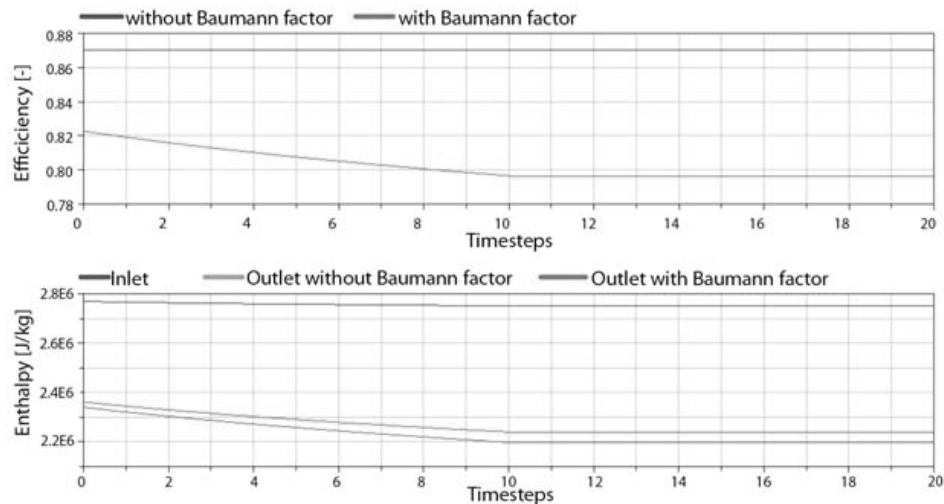 without Baumann factor with Baumann factor
0.88
0.86
0.84
0.82
0.80
0.78
Efficiciency [-]
0 2 4 6 8 10 12 14 16 18 20
Timesteps
Inlet Outlet without Baumann factor Outlet with Baumann factor
2.8E6
2.6E6
2.4E6
2.2E6
Enthalpy [J/kg]
0 2 4 6 8 10 12 14 16 18 20
Timesteps